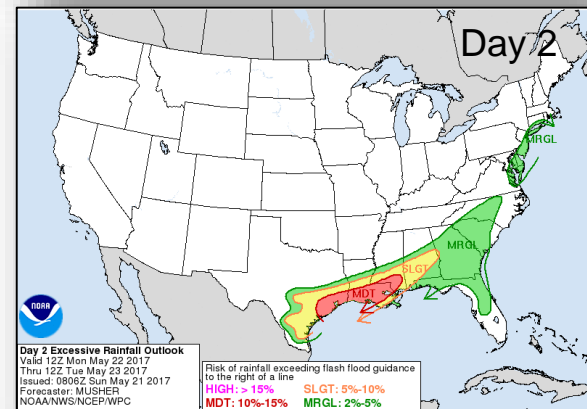 Day 2
MRGL
MRGL
SLGT
MDT
NOAA
Day 2 Excessive Rainfall Outlook
Valid 12Z Mon May 22 2017
Thru 12Z Tue May 23 2017
Issued: 0806Z Sun May 21 2017
Forecaster: MUSHER
NOAA/NWS/NCEP/WPC
Risk of rainfall exceeding flash flood guidance
to the right of a line
HIGH: > 15% SLGT: 5%-10%
MDT: 10%-15% MRGL: 2%-5%